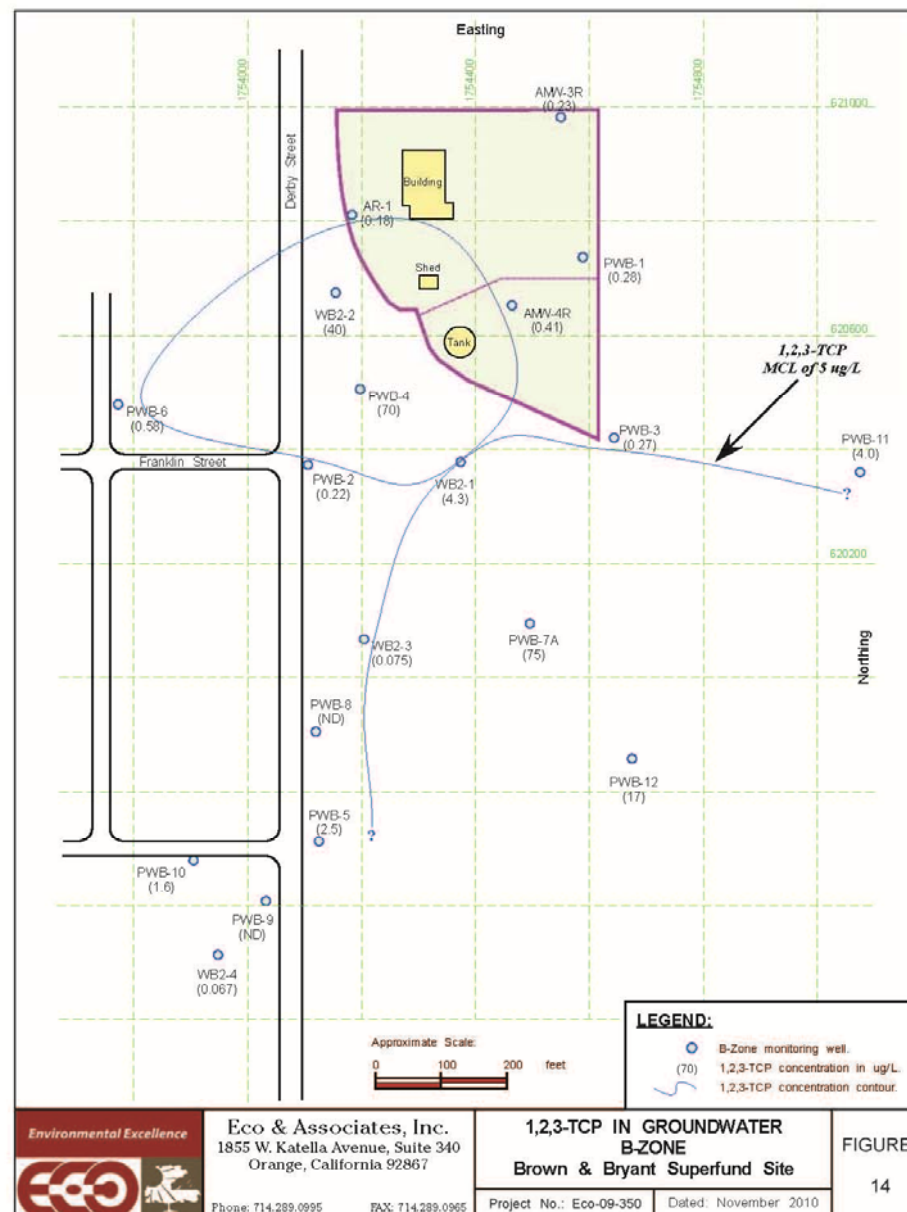 Easting
1754000
1754400
1754800
AMW-3R
(0.23)
621000
Derby Street
Building
AR-1
(0.18)
Shed
PWB-1
(0.28)
WB2-2
(40)
AMW-4R
(0.41)
620600
Tank
1,2,3-TCP
MCL of 5 ug/L
PWB-4
(70)
PWB-6
(0.58)
PWB-3
(0.27)
PWB-11
(4.0)
Franklin Street
PWB-2
(0.22)
WB2-1
(4.3)
?
620200
WB2-3
(0.075)
PWB-7A
(75)
Northing
PWB-8
(ND)
PWB-12
(17)
PWB-5
(2.5)
?
PWB-10
(1.6)
PWB-9
(ND)
WB2-4
(0.067)
Approximate Scale:
0 100 200 feet
LEGEND:
B-Zone monitoring well.
(70) 1,2,3-TCP concentration in ug/L.
1,2,3-TCP concentration contour.
Environmental Excellence
ECO
Eco & Associates, Inc.
1855 W. Katella Avenue, Suite 340
Orange, California 92867
Phone: 714.289.0995 FAX: 714.289.0965
1,2,3-TCP IN GROUNDWATER
B-ZONE
Brown & Bryant Superfund Site
Project No.: Eco-09-350 Dated: November 2010
FIGURE
14